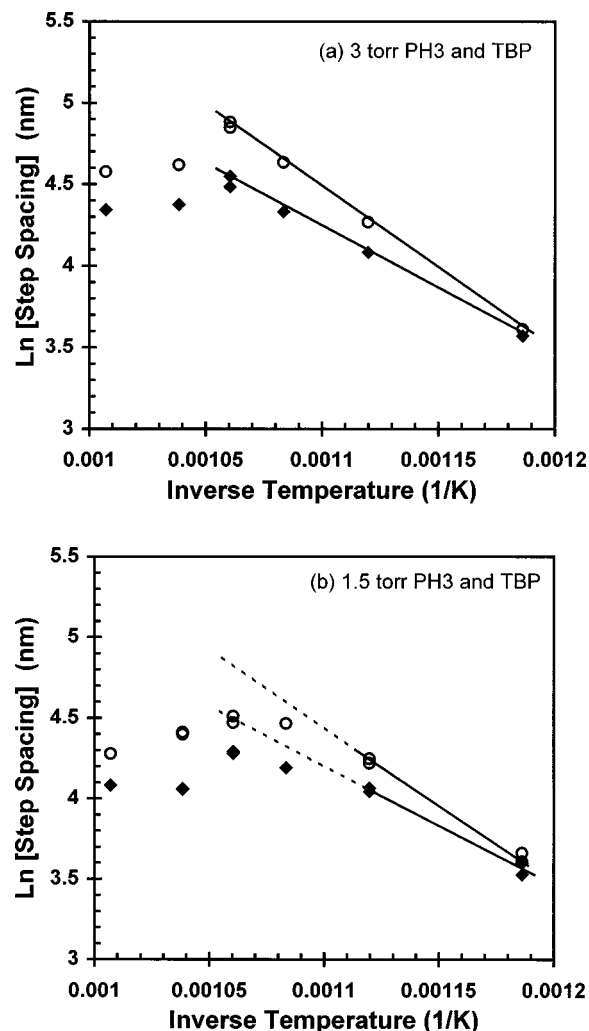 5.5
(a) 3 torr PH3 and TBP
5
4.5
4
3.5
3
Ln [Step Spacing] (nm)
0.001 0.00105 0.0011 0.00115 0.0012
Inverse Temperature (1/K)
5.5
(b) 1.5 torr PH3 and TBP
5
4.5
4
3.5
3
Ln [Step Spacing] (nm)
0.001 0.00105 0.0011 0.00115 0.0012
Inverse Temperature (1/K)